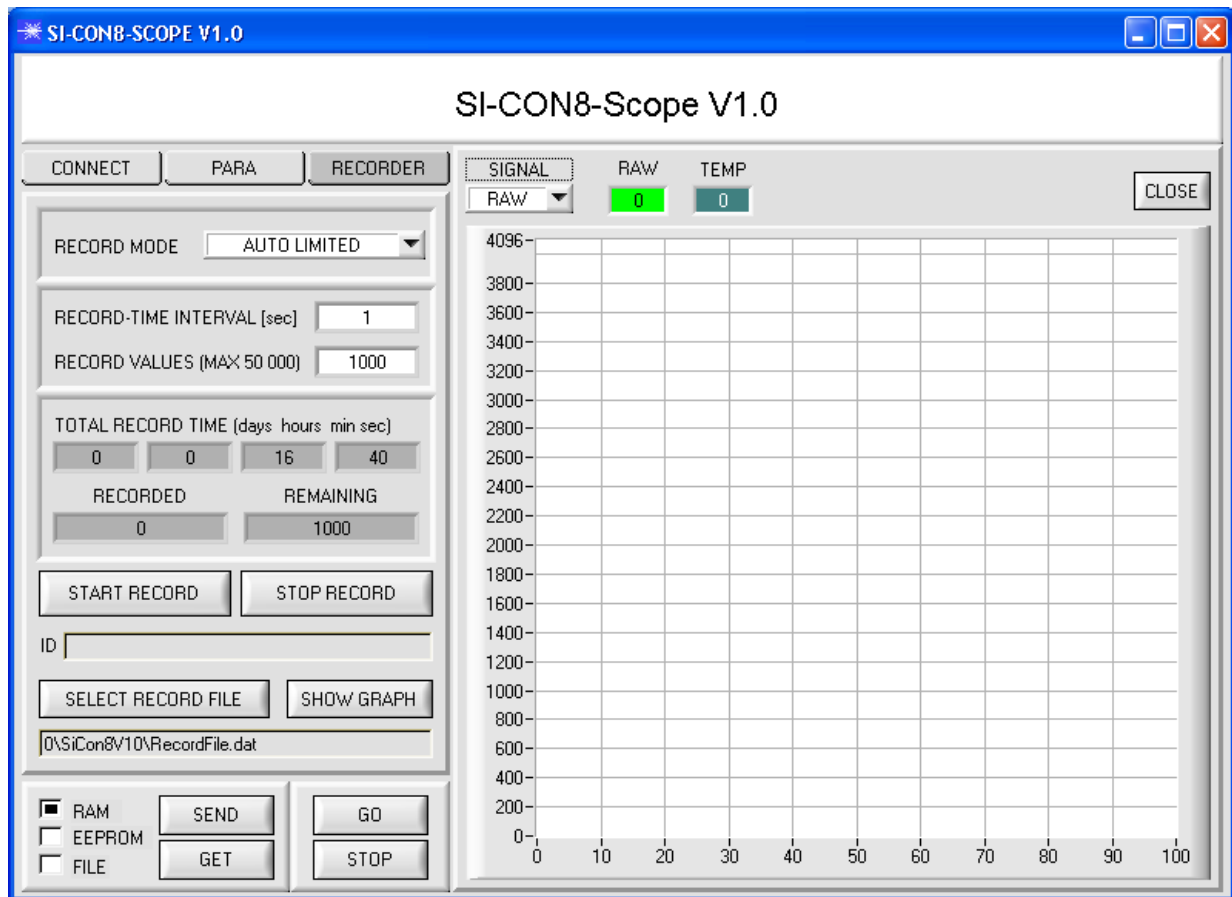 SI-CON8-SCOPE V1.0
SI-CON8-Scope V1.0
CONNECT PARA RECORDER
RECORD MODE AUTO LIMITED
RECORD-TIME INTERVAL [sec] 1
RECORD VALUES (MAX 50 000) 1000
TOTAL RECORD TIME (days hours min sec)
0 0 16 40
RECORDED REMAINING
0 1000
START RECORD STOP RECORD
ID
SELECT RECORD FILE SHOW GRAPH
0\SiCon8V10\RecordFile.dat
RAM
EEPROM
FILE
SEND
GET
GO
STOP
SIGNAL RAW TEMP
RAW 0 0
CLOSE
4096
3800
3600
3400
3200
3000
2800
2600
2400
2200
2000
1800
1600
1400
1200
1000
800
600
400
200
0
0 10 20 30 40 50 60 70 80 90 100